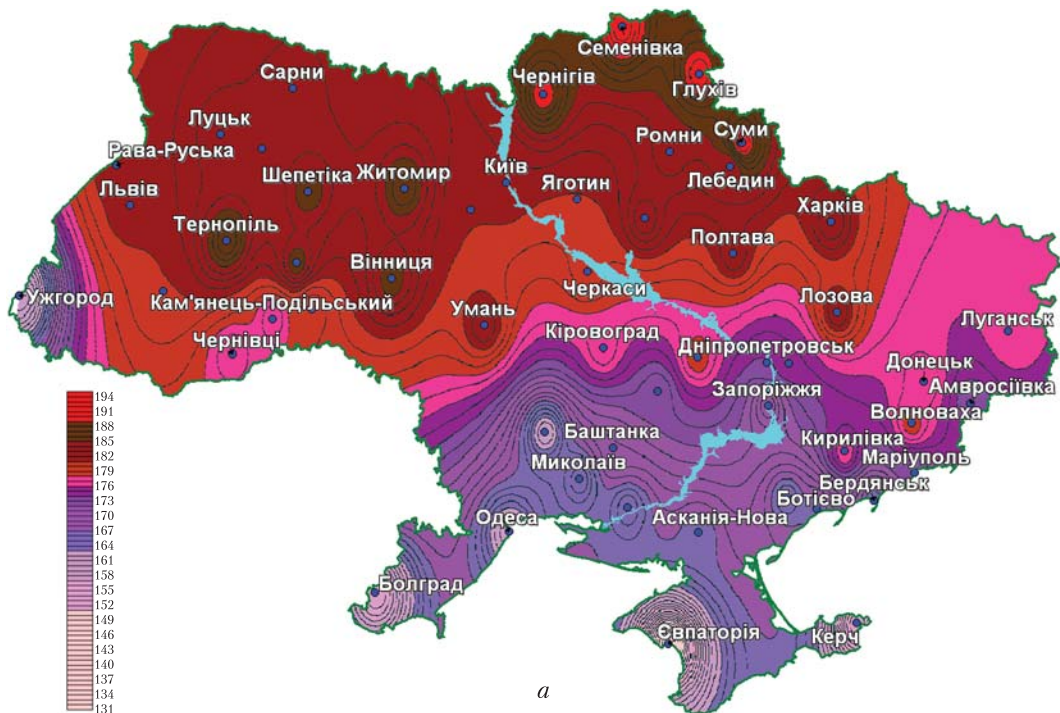 Семенівка
Чернігів
Глухів
Сарни
Луцьк
Ромни
Суми
Рава-Руська
Шепетіка
Житомир
Київ
Яготин
Лебедин
Львів
Харків
Тернопіль
Полтава
Вінниця
Ужгород
Кам'янець-Подільський
Черкаси
Умань
Лозова
Чернівці
Кіровоград
Луганськ
Дніпропетровськ
Донецьк
Запоріжжя
Амвросіївка
Волноваха
Баштанка
Кирилівка
Миколаїв
Маріуполь
Бердянськ
Ботієво
Одеса
Асканія-Нова
Болград
Євпаторія
Керч
194
191
188
185
182
179
176
173
170
167
164
161
158
155
152
149
146
143
140
137
134
131
а